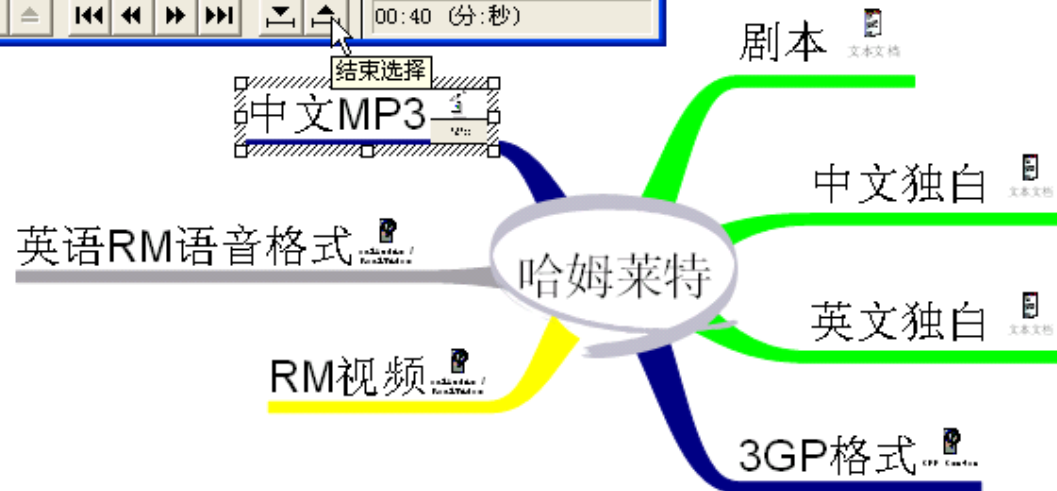 00:40 (分:秒)
结束选择
剧本
文本文档
中文MP3
中文独白
文本文档
英语RM语音格式
哈姆莱特
英文独白
文本文档
RM视频
3GP格式